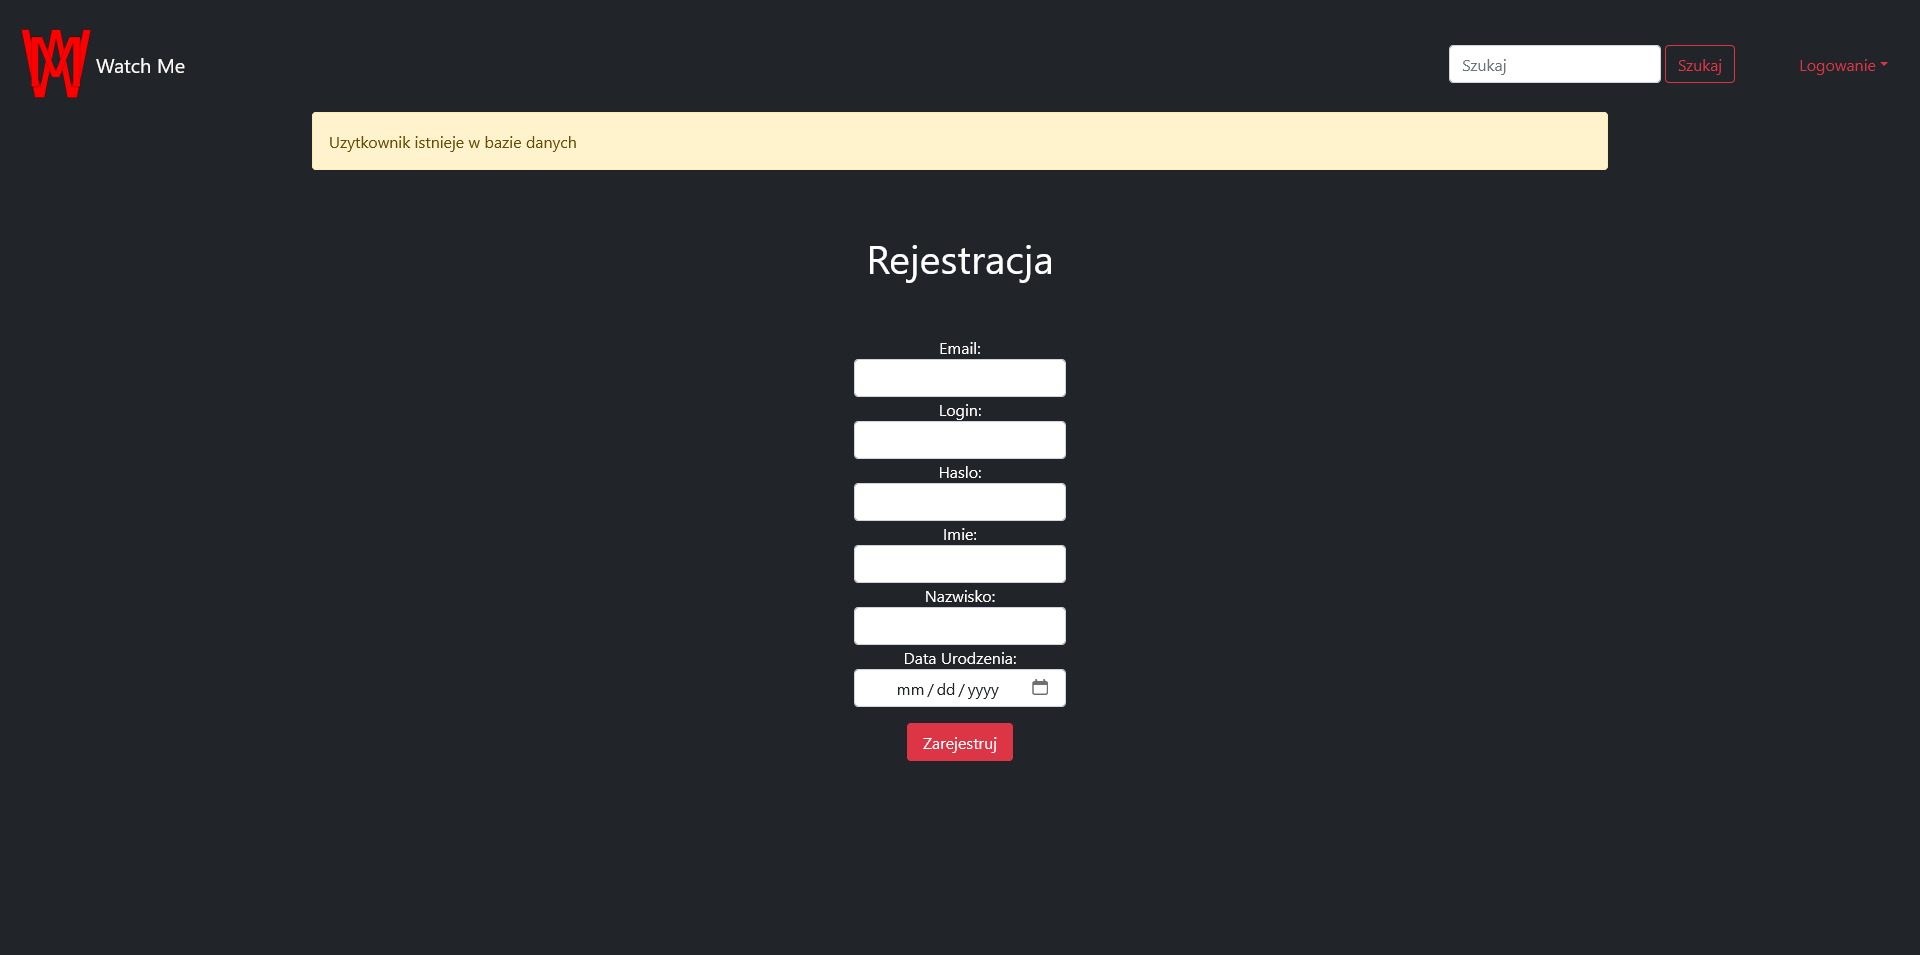 Watch Me
Szukaj
Szukaj
Logowanie
Uzytkownik istnieje w bazie danych
Rejestracja
Email:
Login:
Haslo:
Imie:
Nazwisko:
Data Urodzenia:
mm/dd/yyyy
Zarejestruj